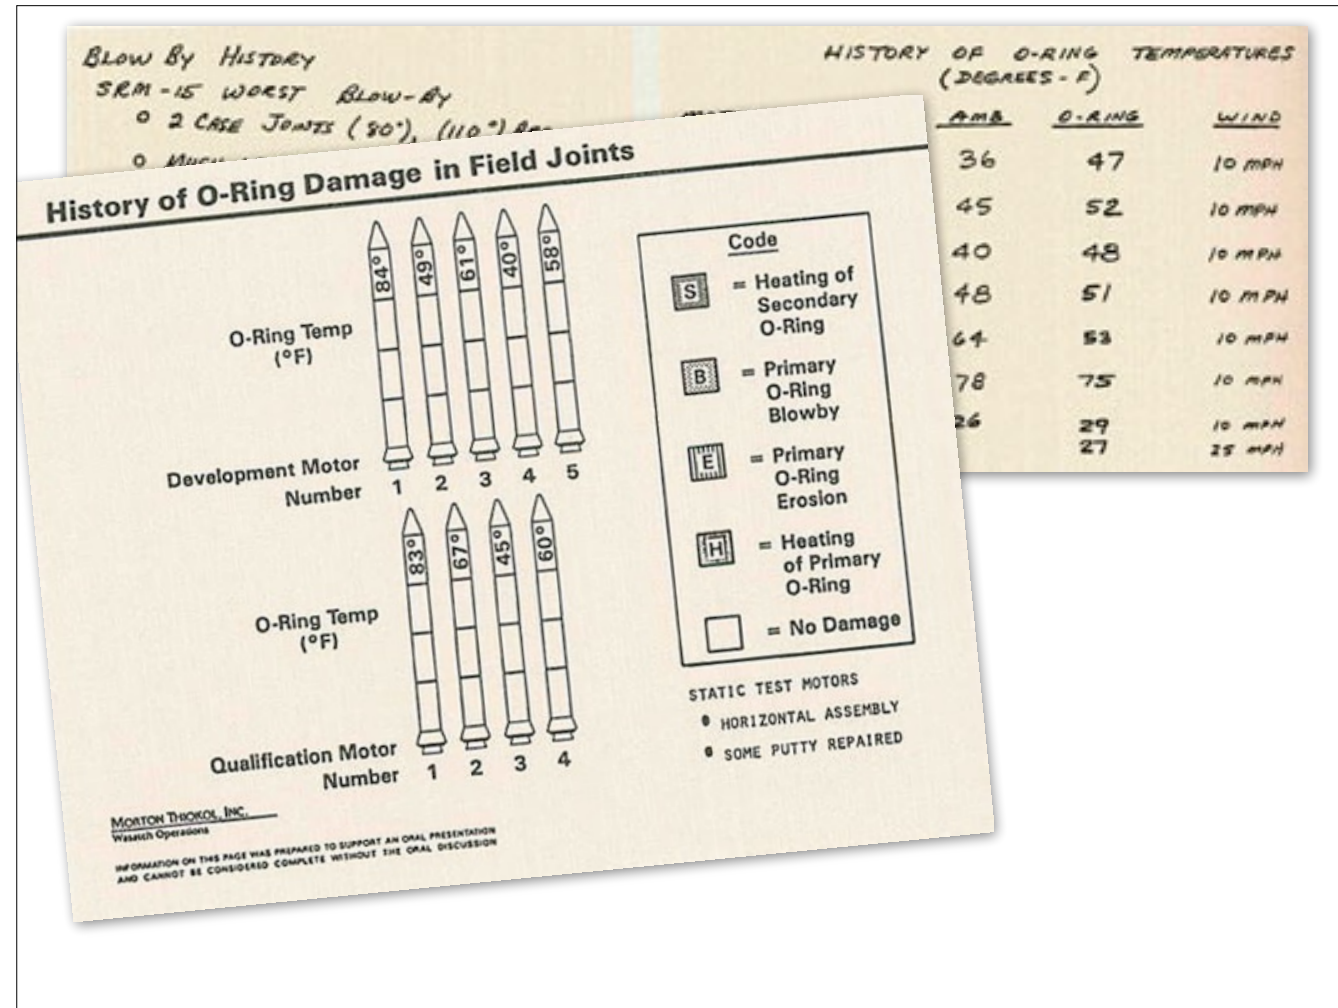 BLOW BY HISTORY
SRM-15 WORST BLOW-BY
o 2 CASE JOINTS (80°), (110°)
o
HISTORY OF O-RING TEMPERATURES
(DEGREES-F)
AMB O-RING WIND
36 47 10 MPH
45 52 10 MPH
40 48 10 MPH
48 51 10 MPH
64 53 10 MPH
78 75 10 MPH
26 29 10 MPH
27 25 MPH
History of O-Ring Damage in Field Joints
84° 49° 61° 40° 58°
O-Ring Temp
(°F)
Development Motor
Number
1 2 3 4 5
83° 67° 45° 60°
O-Ring Temp
(°F)
Qualification Motor
Number
1 2 3 4
Code
S = Heating of
Secondary
O-Ring
B = Primary
O-Ring
Blowby
E = Primary
O-Ring
Erosion
H = Heating
of Primary
O-Ring
= No Damage
STATIC TEST MOTORS
• HORIZONTAL ASSEMBLY
• SOME PUTTY REPAIRED
MORTON THIOKOL, INC.
Wasatch Operations
INFORMATION ON THIS PAGE WAS PREPARED TO SUPPORT AN ORAL PRESENTATION
AND CANNOT BE CONSIDERED COMPLETE WITHOUT THE ORAL DISCUSSION